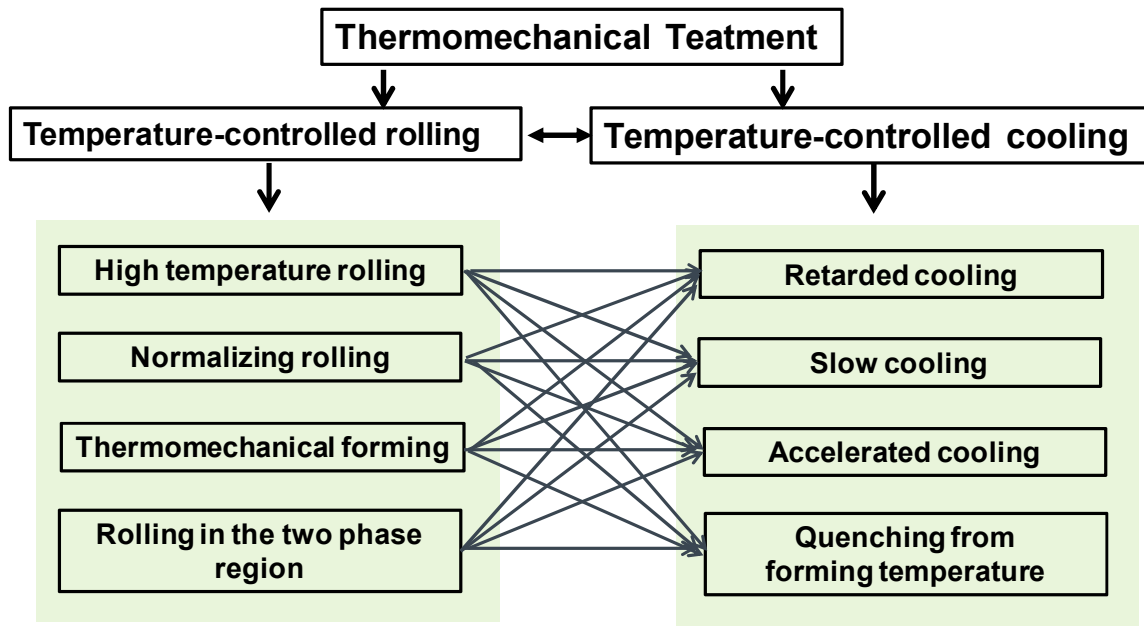 Thermomechanical Teatment
Temperature-controlled rolling
Temperature-controlled cooling
High temperature rolling
Normalizing rolling
Thermomechanical forming
Rolling in the two phase
region
Retarded cooling
Slow cooling
Accelerated cooling
Quenching from
forming temperature